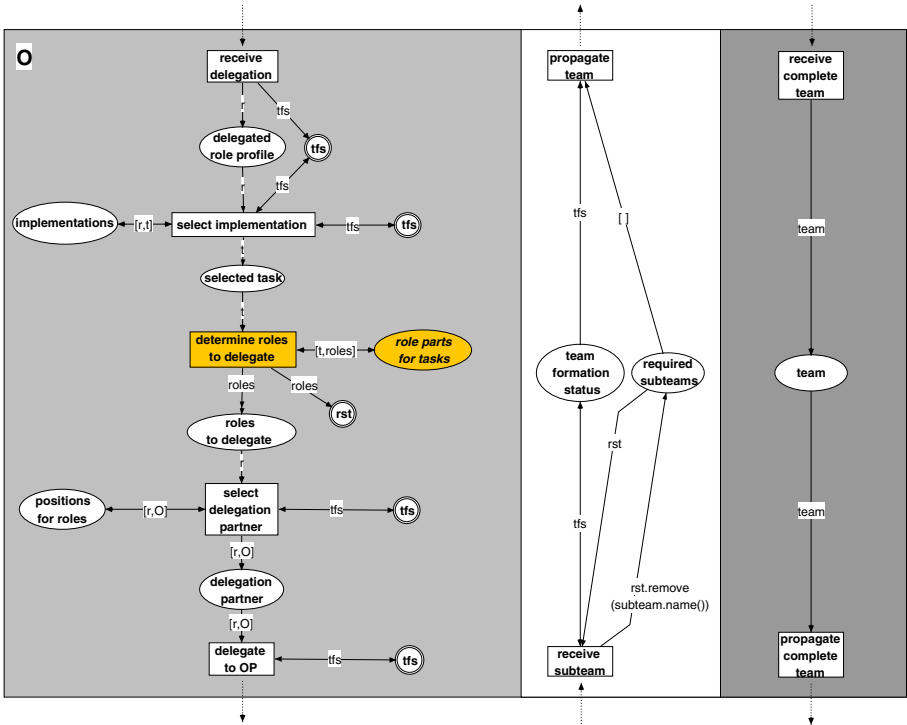 O
receive
delegation
r
tfs
delegated
role profile
tfs
r
tfs
implementations
[r,t]
select implementation
tfs
tfs
t
selected task
t
determine roles
to delegate
[t,roles]
role parts
for tasks
roles
roles
rst
roles
to delegate
r
positions
for roles
[r,O]
select
delegation
partner
tfs
tfs
[r,O]
delegation
partner
[r,O]
delegate
to OP
tfs
tfs
propagate
team
tfs
[ ]
team
formation
status
required
subteams
rst
tfs
rst.remove
(subteam.name())
receive
subteam
receive
complete
team
team
team
team
propagate
complete
team